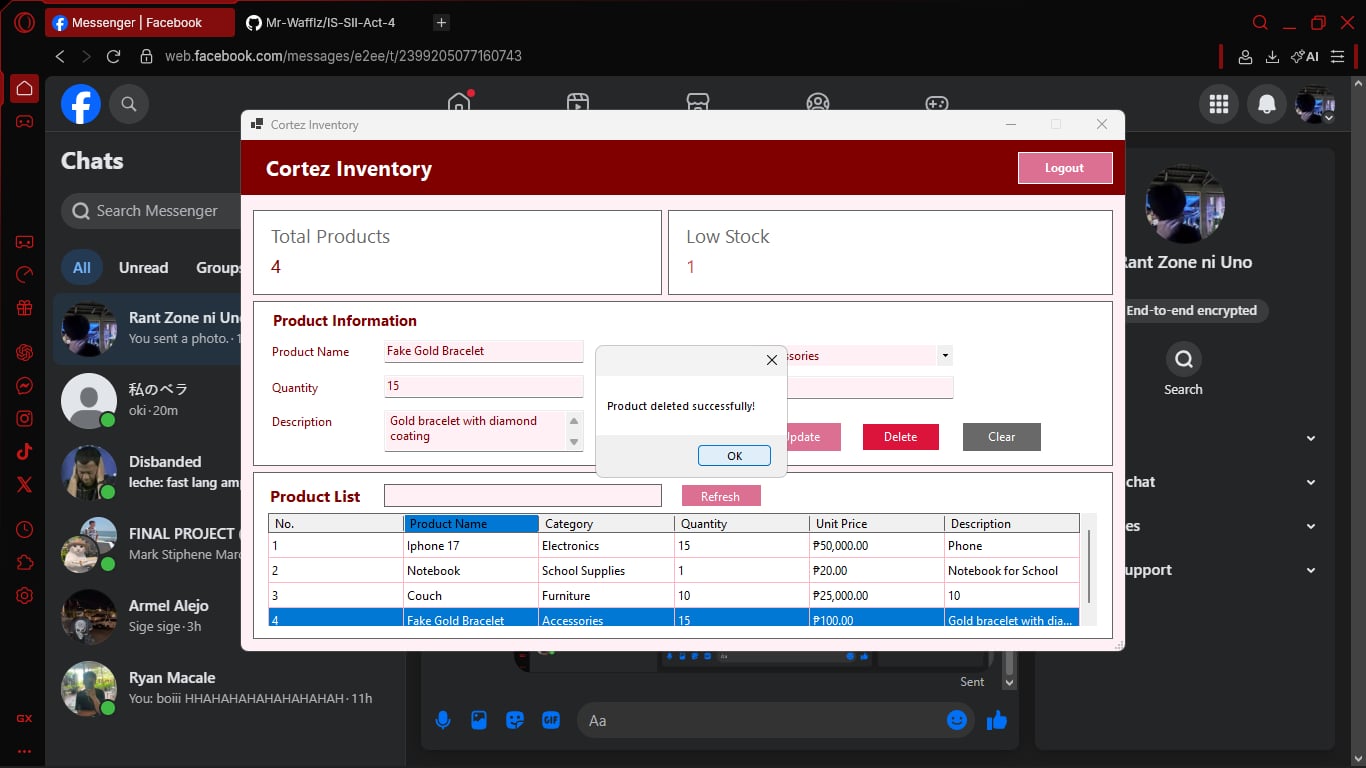 Messenger | Facebook
Mr-Wafflz/IS-SII-Act-4
web.facebook.com/messages/e2ee/t/2399205077160743
AI
Chats
Search Messenger
All Unread Groups
Rant Zone ni Uno
You sent a photo.
私のベラ
oki · 20m
Disbanded
leche: fast lang
FINAL PROJECT
Mark Stiphene
Armel Alejo
Sige sige · 3h
Ryan Macale
You: boiii HHAHAHAHAHAHAHAHAH · 11h
GX
Cortez Inventory
Cortez Inventory
Logout
Total Products
4
Low Stock
1
Product Information
Product Name
Fake Gold Bracelet
Quantity
15
Description
Gold bracelet with diamond
coating
ssories
Update
Delete
Clear
Product deleted successfully!
OK
Product List
Refresh
No. Product Name Category Quantity Unit Price Description
1 Iphone 17 Electronics 15 ₱50,000.00 Phone
2 Notebook School Supplies 1 ₱20.00 Notebook for School
3 Couch Furniture 10 ₱25,000.00 10
4 Fake Gold Bracelet Accessories 15 ₱100.00 Gold bracelet with dia...
Sent
GIF
Aa
Rant Zone ni Uno
End-to-end encrypted
Search
chat
es
upport